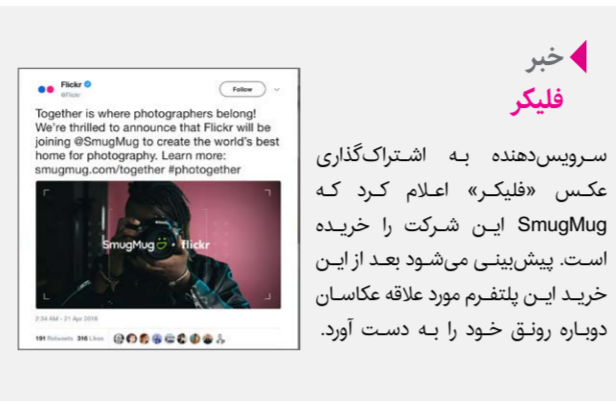 خبر
فلیکر
سرویس‌دهنده به اشتراک‌گذاری
عکس «فلیکر» اعلام کرد که
SmugMug این شرکت را خریده
است. پیش‌بینی می‌شود بعد از این
خرید این پلتفرم مورد علاقه عکاسان
دوباره رونق خود را به دست آورد.
Flickr
@Flickr
Follow
Together is where photographers belong!
We're thrilled to announce that Flickr will be
joining @SmugMug to create the world's best
home for photography. Learn more:
smugmug.com/together #photogether
SmugMug + flickr
2:34 AM - 21 Apr 2018
191 Retweets 316 Likes